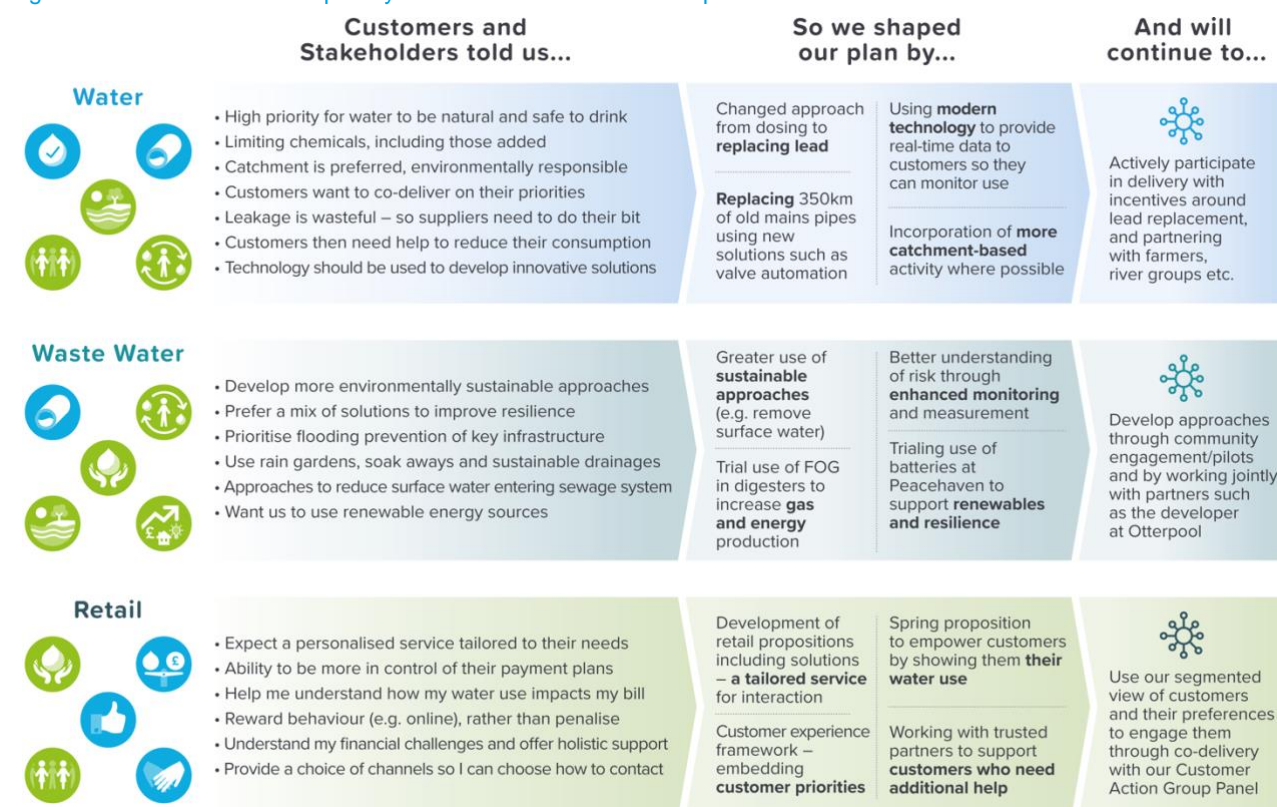 Customers and
Stakeholders told us...
So we shaped
our plan by...
And will
continue to...
Water
• High priority for water to be natural and safe to drink
• Limiting chemicals, including those added
• Catchment is preferred, environmentally responsible
• Customers want to co-deliver on their priorities
• Leakage is wasteful – so suppliers need to do their bit
• Customers then need help to reduce their consumption
• Technology should be used to develop innovative solutions
Changed approach
from dosing to
replacing lead
Replacing 350km
of old mains pipes
using new
solutions such as
valve automation
Using modern
technology to provide
real-time data to
customers so they
can monitor use
Incorporation of more
catchment-based
activity where possible
Actively participate
in delivery with
incentives around
lead replacement,
and partnering
with farmers,
river groups etc.
Waste Water
• Develop more environmentally sustainable approaches
• Prefer a mix of solutions to improve resilience
• Prioritise flooding prevention of key infrastructure
• Use rain gardens, soak aways and sustainable drainages
• Approaches to reduce surface water entering sewage system
• Want us to use renewable energy sources
Greater use of
sustainable
approaches
(e.g. remove
surface water)
Trial use of FOG
in digesters to
increase gas
and energy
production
Better understanding
of risk through
enhanced monitoring
and measurement
Trialing use of
batteries at
Peacehaven to
support renewables
and resilience
Develop approaches
through community
engagement/pilots
and by working jointly
with partners such
as the developer
at Otterpool
Retail
• Expect a personalised service tailored to their needs
• Ability to be more in control of their payment plans
• Help me understand how my water use impacts my bill
• Reward behaviour (e.g. online), rather than penalise
• Understand my financial challenges and offer holistic support
• Provide a choice of channels so I can choose how to contact
Development of
retail propositions
including solutions
– a tailored service
for interaction
Customer experience
framework –
embedding
customer priorities
Spring proposition
to empower customers
by showing them their
water use
Working with trusted
partners to support
customers who need
additional help
Use our segmented
view of customers
and their preferences
to engage them
through co-delivery
with our Customer
Action Group Panel
£
£